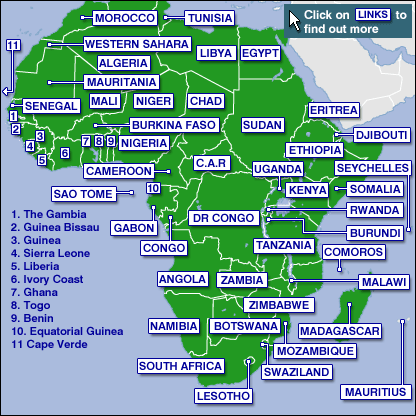 MOROCCO
TUNISIA
Click on LINKS to
find out more
11
WESTERN SAHARA
LIBYA
EGYPT
ALGERIA
MAURITANIA
SENEGAL
MALI
NIGER
CHAD
ERITREA
1
2
BURKINA FASO
SUDAN
DJIBOUTI
3
4
5
6
7
8
9
NIGERIA
ETHIOPIA
CAMEROON
C.A.R
UGANDA
SEYCHELLES
SAO TOME
10
KENYA
SOMALIA
GABON
DR CONGO
RWANDA
CONGO
BURUNDI
TANZANIA
COMOROS
1. The Gambia
2. Guinea Bissau
3. Guinea
4. Sierra Leone
5. Liberia
6. Ivory Coast
7. Ghana
8. Togo
9. Benin
10. Equatorial Guinea
11 Cape Verde
ANGOLA
ZAMBIA
MALAWI
ZIMBABWE
NAMIBIA
BOTSWANA
MADAGASCAR
MOZAMBIQUE
SOUTH AFRICA
SWAZILAND
LESOTHO
MAURITIUS